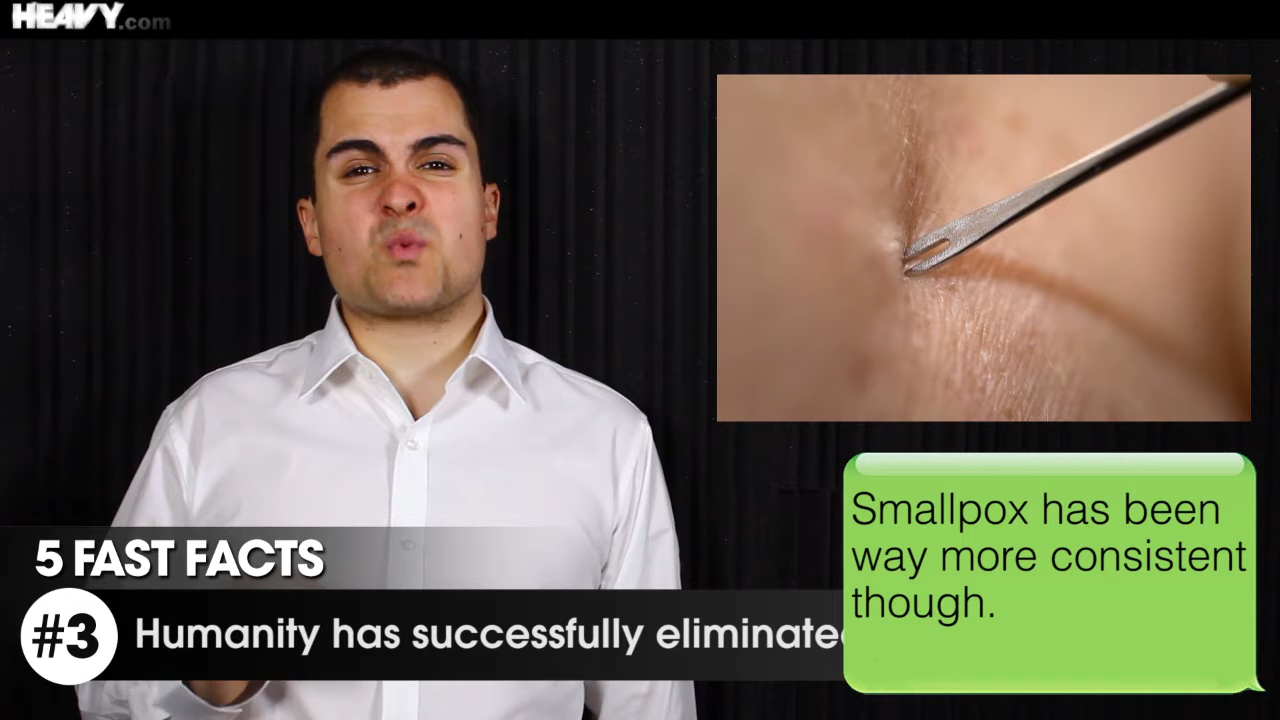 HEAVY.com
5 FAST FACTS
#3 Humanity has successfully eliminated
Smallpox has been
way more consistent
though.